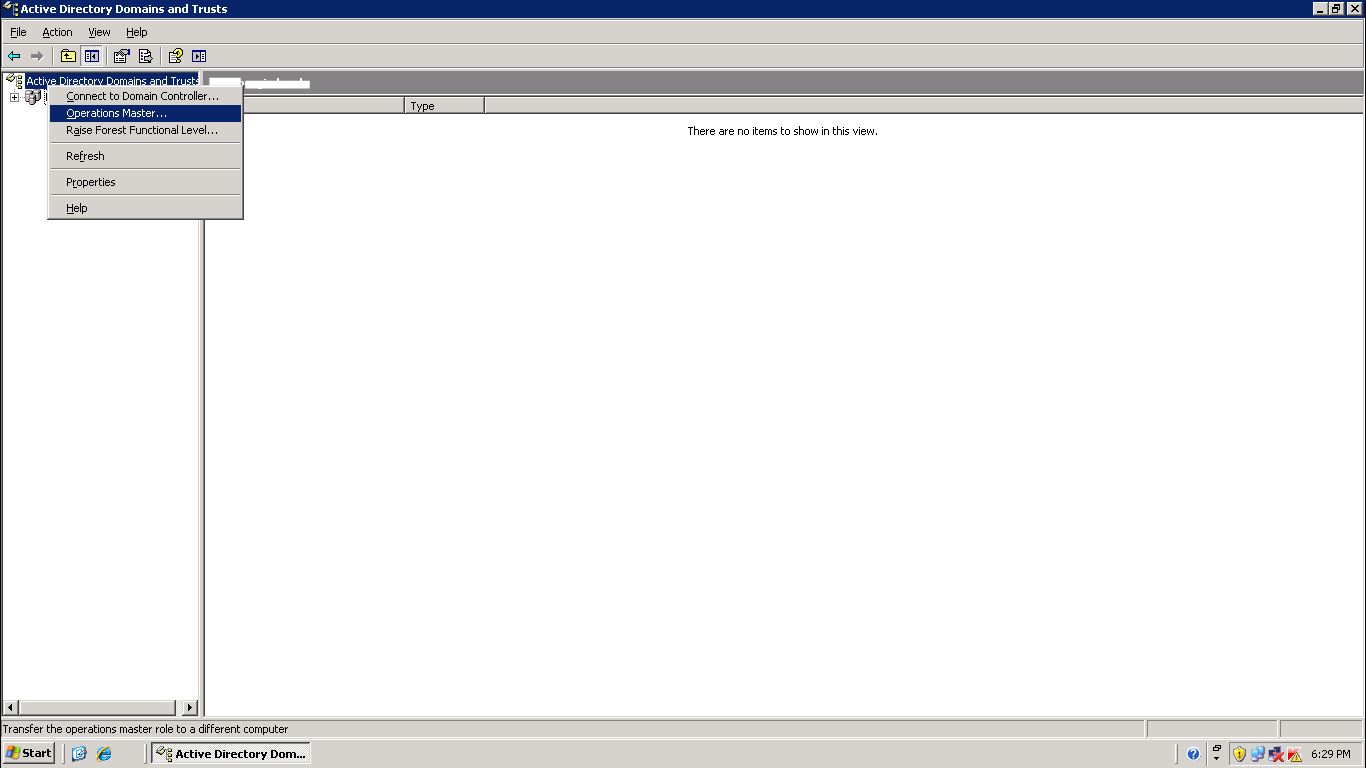 Active Directory Domains and Trusts
File Action View Help
Active Directory Domains and Trusts
Connect to Domain Controller...
Operations Master...
Raise Forest Functional Level...
Refresh
Properties
Help
Type
There are no items to show in this view.
Transfer the operations master role to a different computer
Start
Active Directory Dom...
6:29 PM